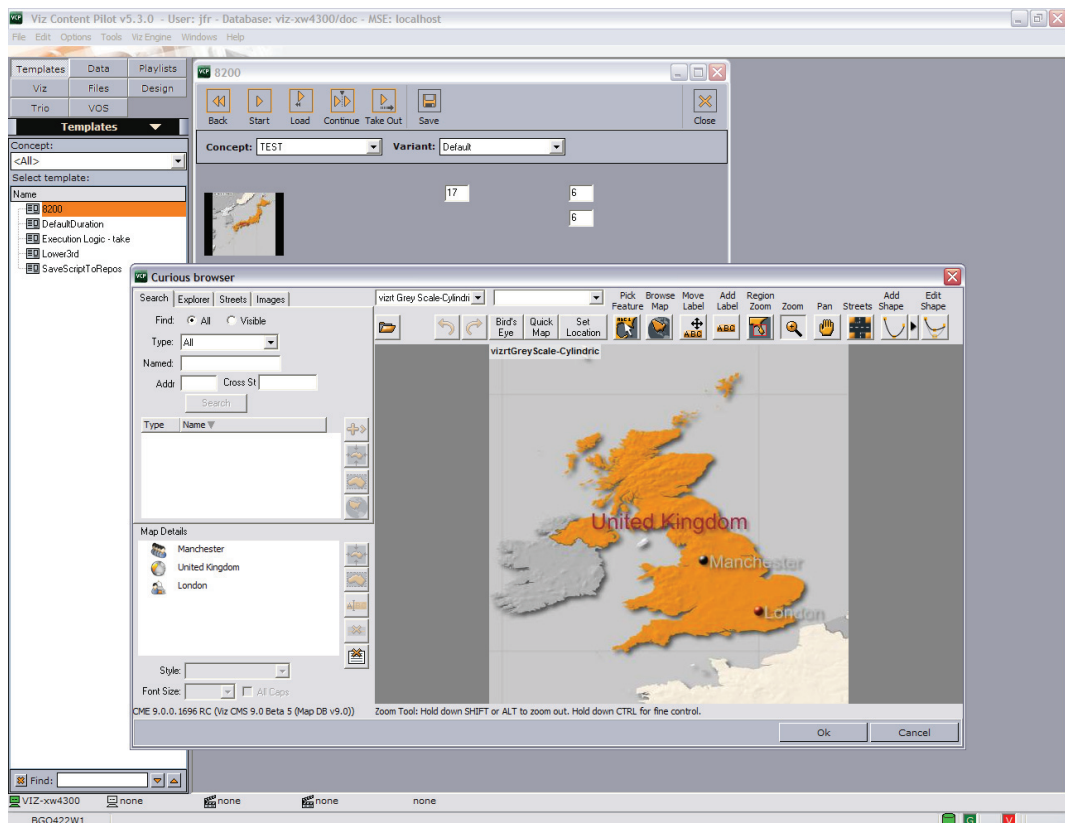 Viz Content Pilot v5.3.0 - User: jfr - Database: viz-xw4300/doc - MSE: localhost
File Edit Options Tools Viz Engine Windows Help
Templates Data Playlists
Viz Files Design
Trio VOS
Templates
Concept:
<All>
Select template:
Name
8200
DefaultDuration
Execution Logic - take
Lower3rd
SaveScriptToRepos
8200
Back Start Load Continue Take Out Save Close
Concept: TEST Variant: Default
17 6
6
Curious browser
Search Explorer Streets Images
Find: All Visible
Type: All
Named:
Addr Cross St
Search
Type Name
Map Details
Manchester
United Kingdom
London
Style:
Font Size: All Caps
CME 9.0.0.1696 RC (Viz CMS 9.0 Beta 5 (Map DB v9.0))
vizrt Grey Scale-Cylindri
Pick Feature Browse Map Move Label Add Label Region Zoom Zoom Pan Streets Add Shape Edit Shape
Bird's Eye Quick Map Set Location
vizrtGreyScale-Cylindric
United Kingdom
Manchester
London
Zoom Tool: Hold down SHIFT or ALT to zoom out. Hold down CTRL for fine control.
Ok Cancel
Find:
VIZ-xw4300 none none none none
BGO422W1 G V